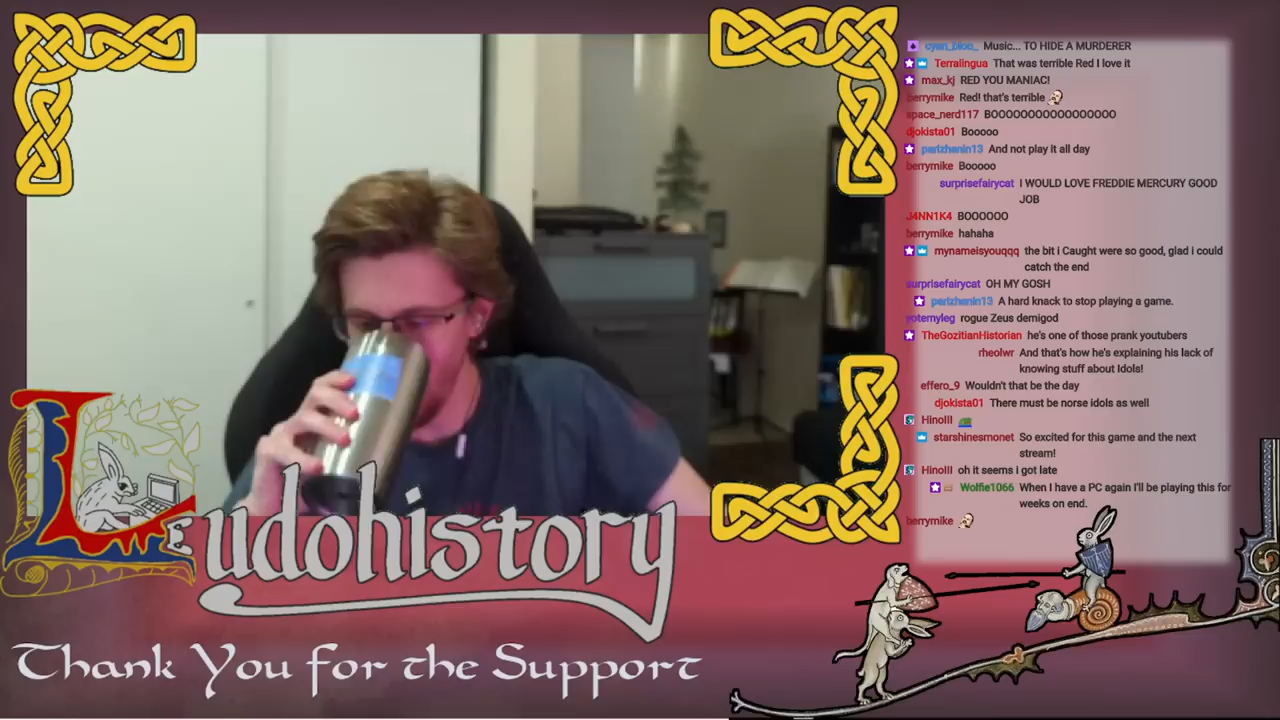 Ludohistory
Thank You for the Support
cyan_bloo_ Music... TO HIDE A MURDERER
Terralingua That was terrible Red I love it
max_kj RED YOU MANIAC!
berrymike Red! that's terrible
space_nerd117 BOOOOOOOOOOOOOOOOO
djokista01 Booooo
partzhanin13 And not play it all day
berrymike Booooo
surprisefairycat I WOULD LOVE FREDDIE MERCURY GOOD
JOB
J4NN1K4 BOOOOOO
berrymike hahaha
mynameisyouqqq the bit i Caught were so good, glad i could
catch the end
surprisefairycat OH MY GOSH
partzhanin13 A hard knack to stop playing a game.
yoternyleg rogue Zeus demigod
TheGozitianHistorian he's one of those prank youtubers
rheolwr And that's how he's explaining his lack of
knowing stuff about Idols!
effero_9 Wouldn't that be the day
djokista01 There must be norse idols as well
Hinolll
starshinesmonet So excited for this game and the next
stream!
Hinolll oh it seems i got late
Wolfie1066 When I have a PC again I'll be playing this for
weeks on end.
berrymike